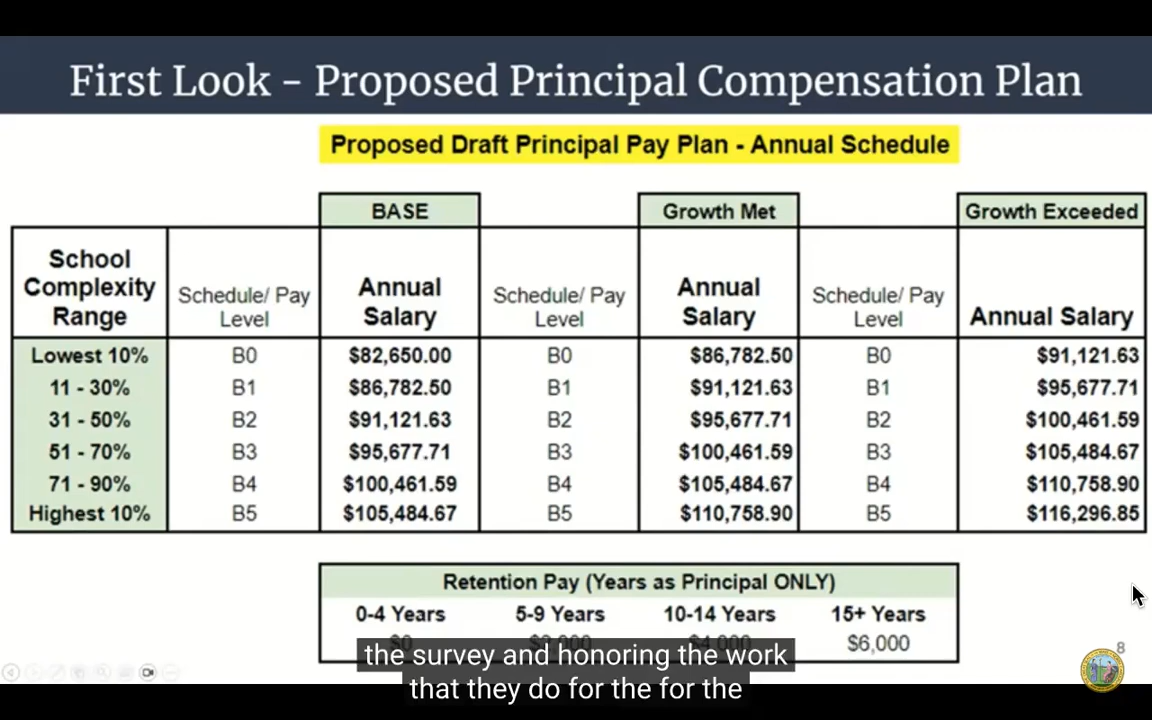 First Look - Proposed Principal Compensation Plan
Proposed Draft Principal Pay Plan - Annual Schedule
BASE Growth Met Growth Exceeded
School Complexity Range Schedule/ Pay Level Annual Salary Schedule/ Pay Level Annual Salary Schedule/ Pay Level Annual Salary
Lowest 10% B0 $82,650.00 B0 $86,782.50 B0 $91,121.63
11 - 30% B1 $86,782.50 B1 $91,121.63 B1 $95,677.71
31 - 50% B2 $91,121.63 B2 $95,677.71 B2 $100,461.59
51 - 70% B3 $95,677.71 B3 $100,461.59 B3 $105,484.67
71 - 90% B4 $100,461.59 B4 $105,484.67 B4 $110,758.90
Highest 10% B5 $105,484.67 B5 $110,758.90 B5 $116,296.85
Retention Pay (Years as Principal ONLY)
0-4 Years 5-9 Years 10-14 Years 15+ Years
$0 $4,000 $6,000
the survey and honoring the work
that they do for the for the
8